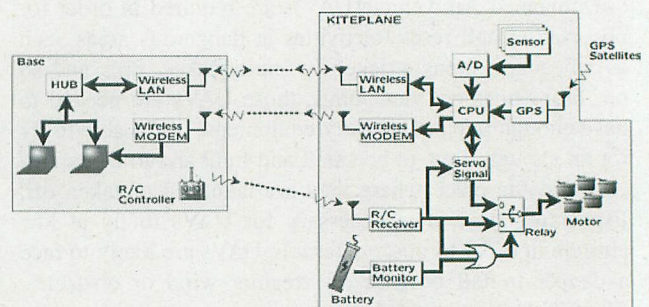 KITEPLANE
Sensor
GPS
Satellites
Base
HUB
Wireless
LAN
Wireless
LAN
A/D
CPU
GPS
Wireless
MODEM
Wireless
MODEM
Servo
Signal
R/C
Controller
R/C
Receiver
Relay
Motor
Battery
Monitor
Battery